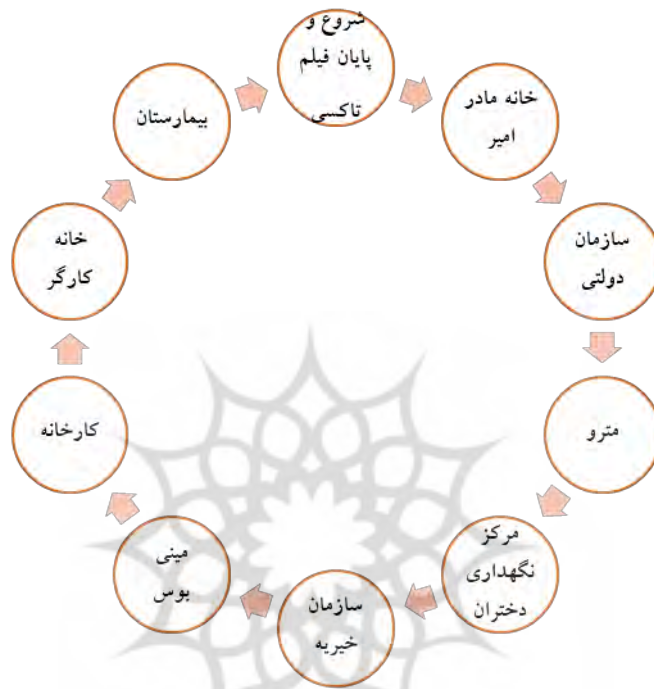 شروع و
پایان فیلم
تاکسی
خانه مادر
امیر
سازمان
دولتی
مترو
مرکز
نگهداری
دختران
سازمان
خیریه
مینی
بوس
کارخانه
خانه
کارگر
بیمارستان